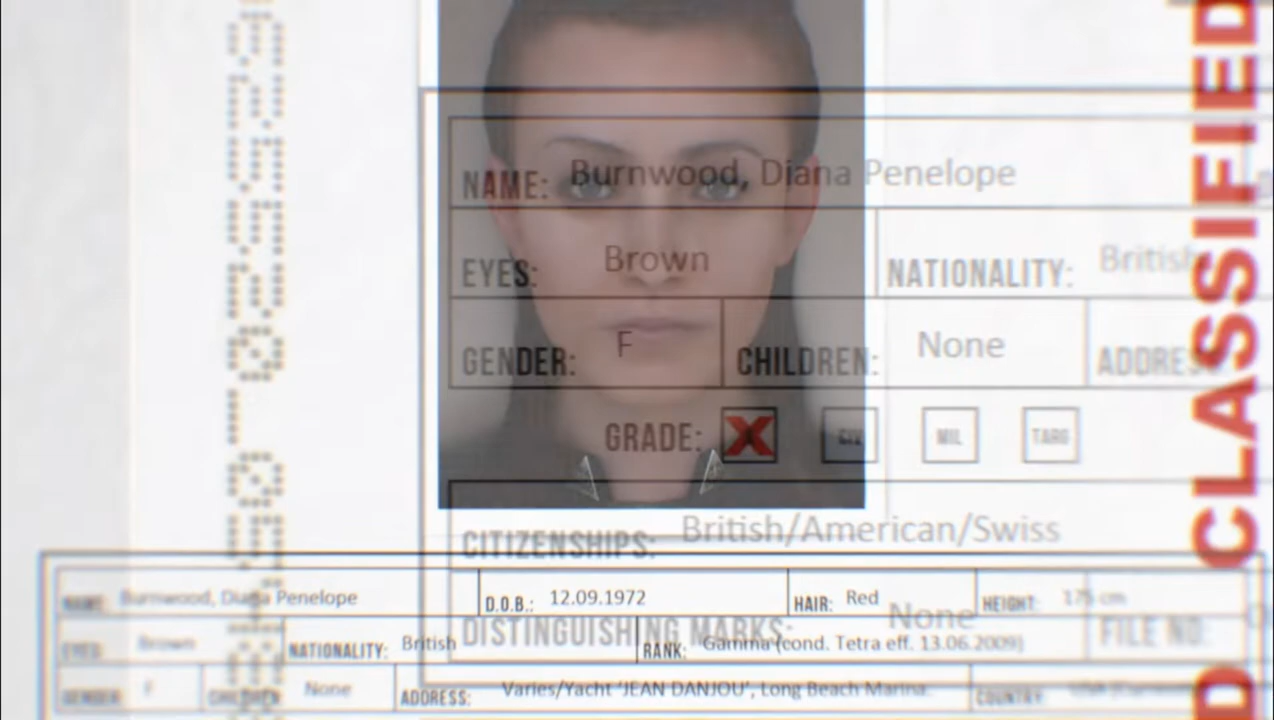 NAME: Burnwood, Diana Penelope
EYES: Brown NATIONALITY: British
GENDER: F CHILDREN: None ADDRESS:
GRADE: X CIV MIL TARG
CITIZENSHIPS: British/American/Swiss
DISTINGUISHING MARKS: None FILE NO:
NAME: Burnwood, Diana Penelope D.O.B.: 12.09.1972 HAIR: Red HEIGHT: 175 cm
EYES: Brown NATIONALITY: British RANK: Gamma (cond. Tetra eff. 13.06.2009)
GENDER: F CHILDREN: None ADDRESS: Varies/Yacht 'JEAN DANJOU', Long Beach Marina. COUNTRY:
CLASSIFIED